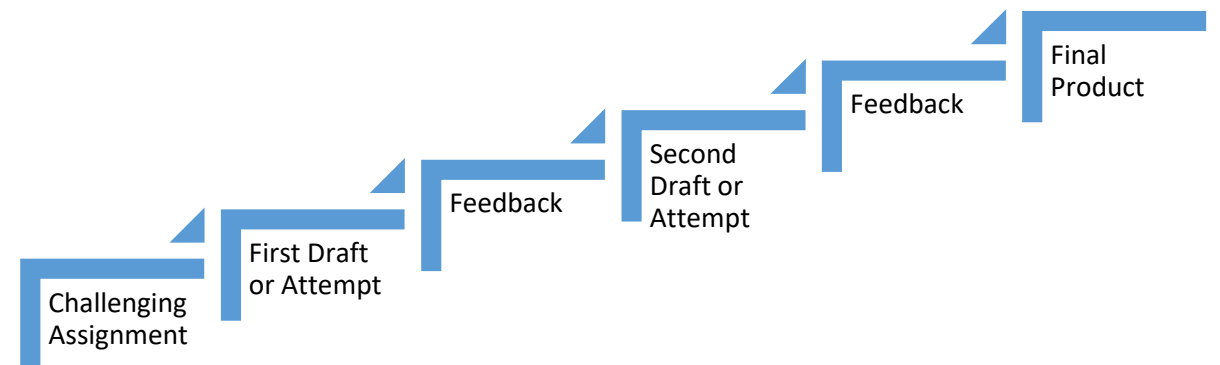 Challenging
Assignment
First Draft
or Attempt
Feedback
Second
Draft or
Attempt
Feedback
Final
Product